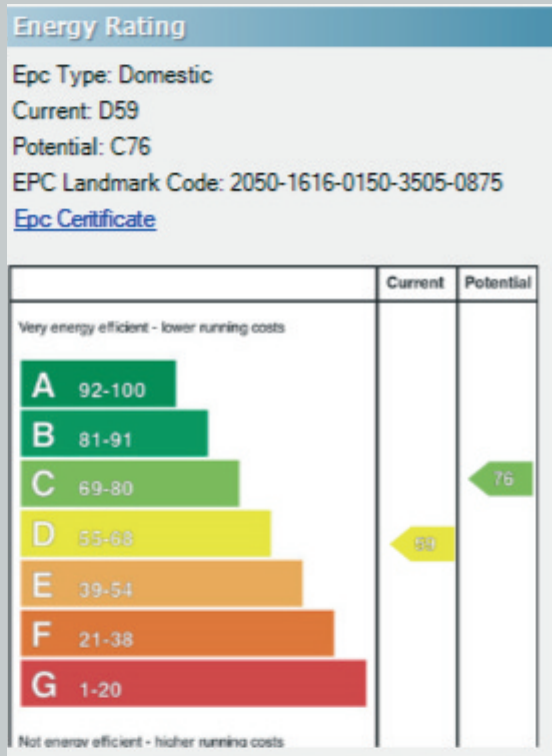 Energy Rating
Epc Type: Domestic
Current: D59
Potential: C76
EPC Landmark Code: 2050-1616-0150-3505-0875
Epc Ceritificate
Current Potential
Very energy efficient - lower running costs
A 92-100
B 81-91
C 69-80
76
D 55-68
59
E 39-54
F 21-38
G 1-20
Not energy efficient - higher running costs